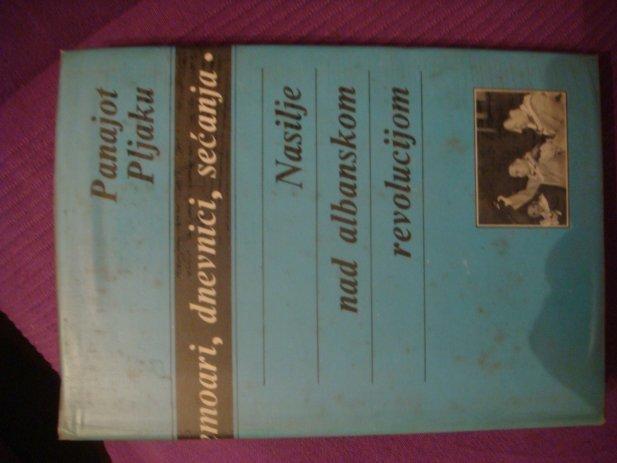 Panajot
Pljaku
emoari, dnevnici, sećanja •
Nasilje
nad albanskom
revolucijom